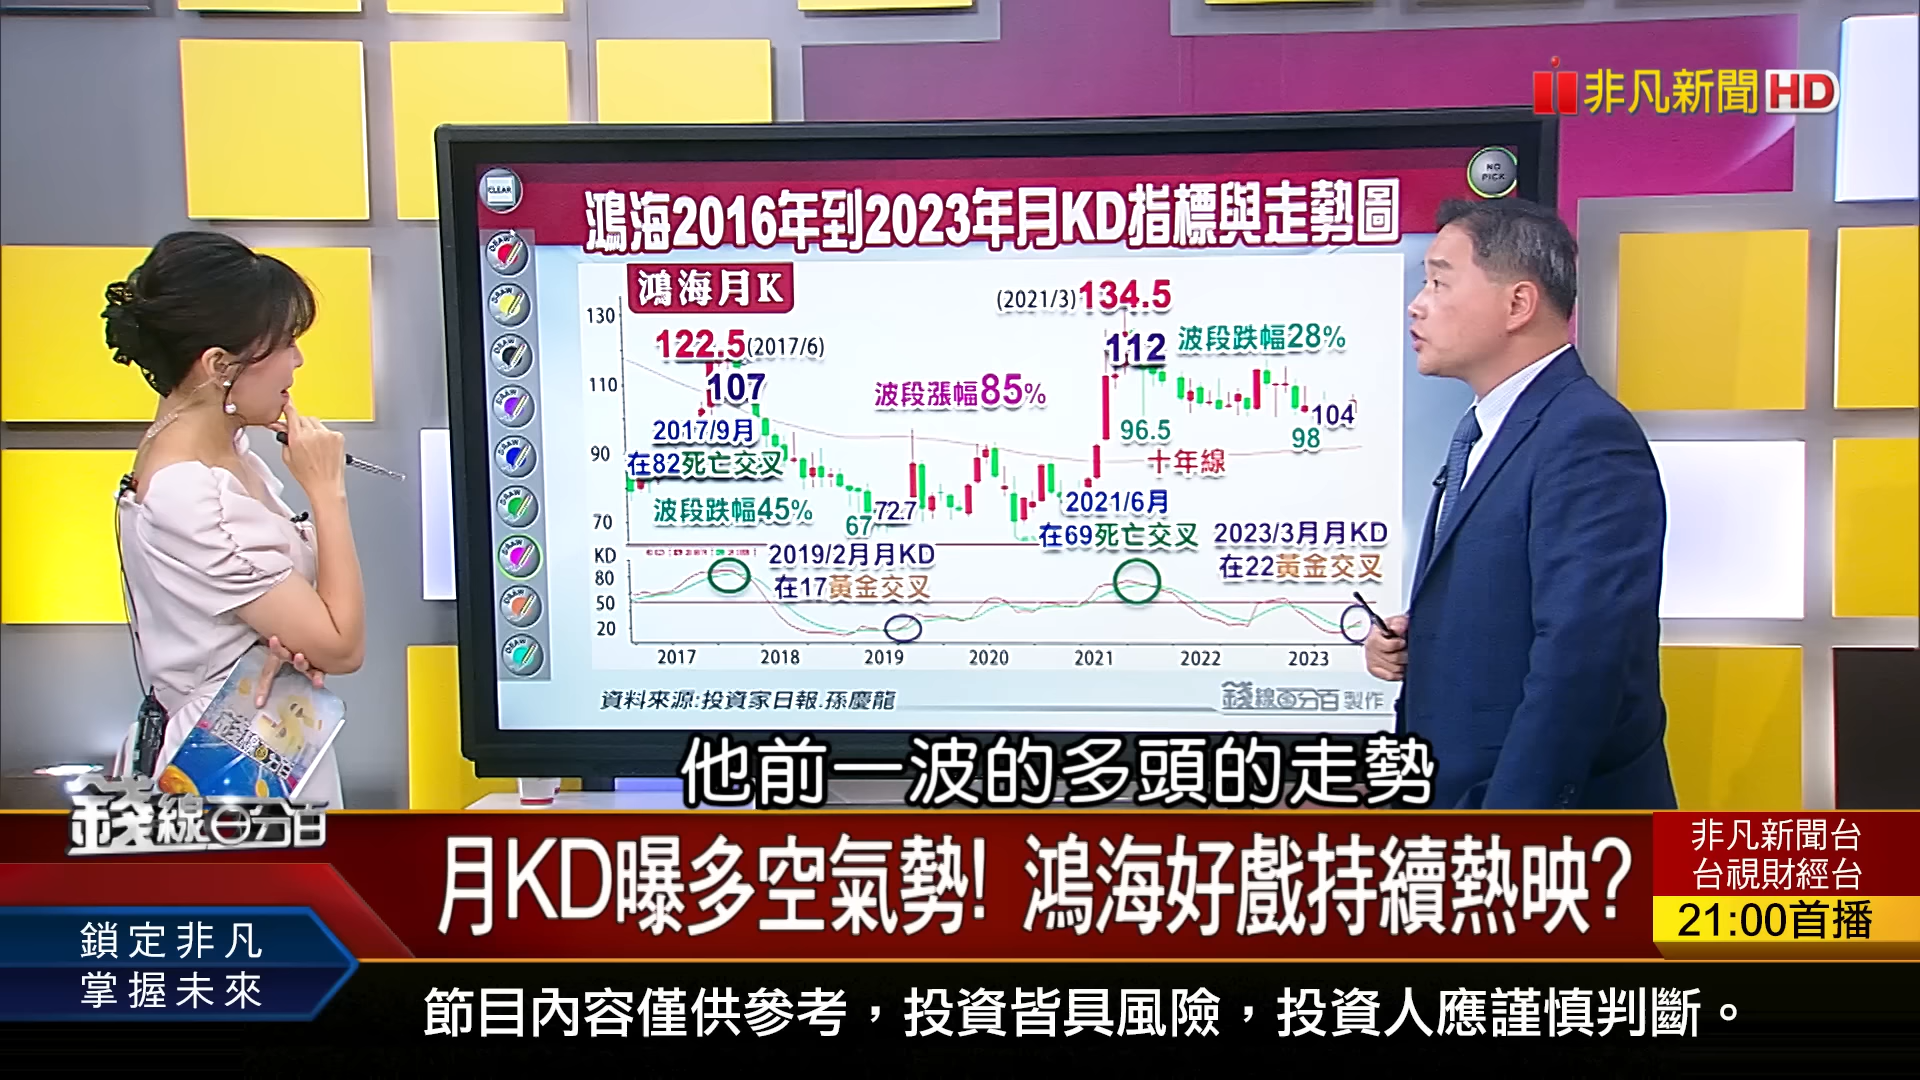 非凡新聞HD
CLEAR
NO PICK
鴻海2016年到2023年月KD指標與走勢圖
鴻海月K
130
110
90
70
122.5(2017/6)
107
2017/9月
在82死亡交叉
波段跌幅45%
67
72.7
波段漲幅85%
(2021/3)134.5
112
波段跌幅28%
96.5
十年線
98
104
2021/6月
在69死亡交叉
2023/3月月KD
在22黃金交叉
2019/2月月KD
在17黃金交叉
KD
80
50
20
2017 2018 2019 2020 2021 2022 2023
資料來源:投資家日報.孫慶龍
錢線百分百 製作
他前一波的多頭的走勢
錢線百分百
月KD曝多空氣勢! 鴻海好戲持續熱映?
非凡新聞台
台視財經台
21:00首播
鎖定非凡
掌握未來
節目內容僅供參考，投資皆具風險，投資人應謹慎判斷。